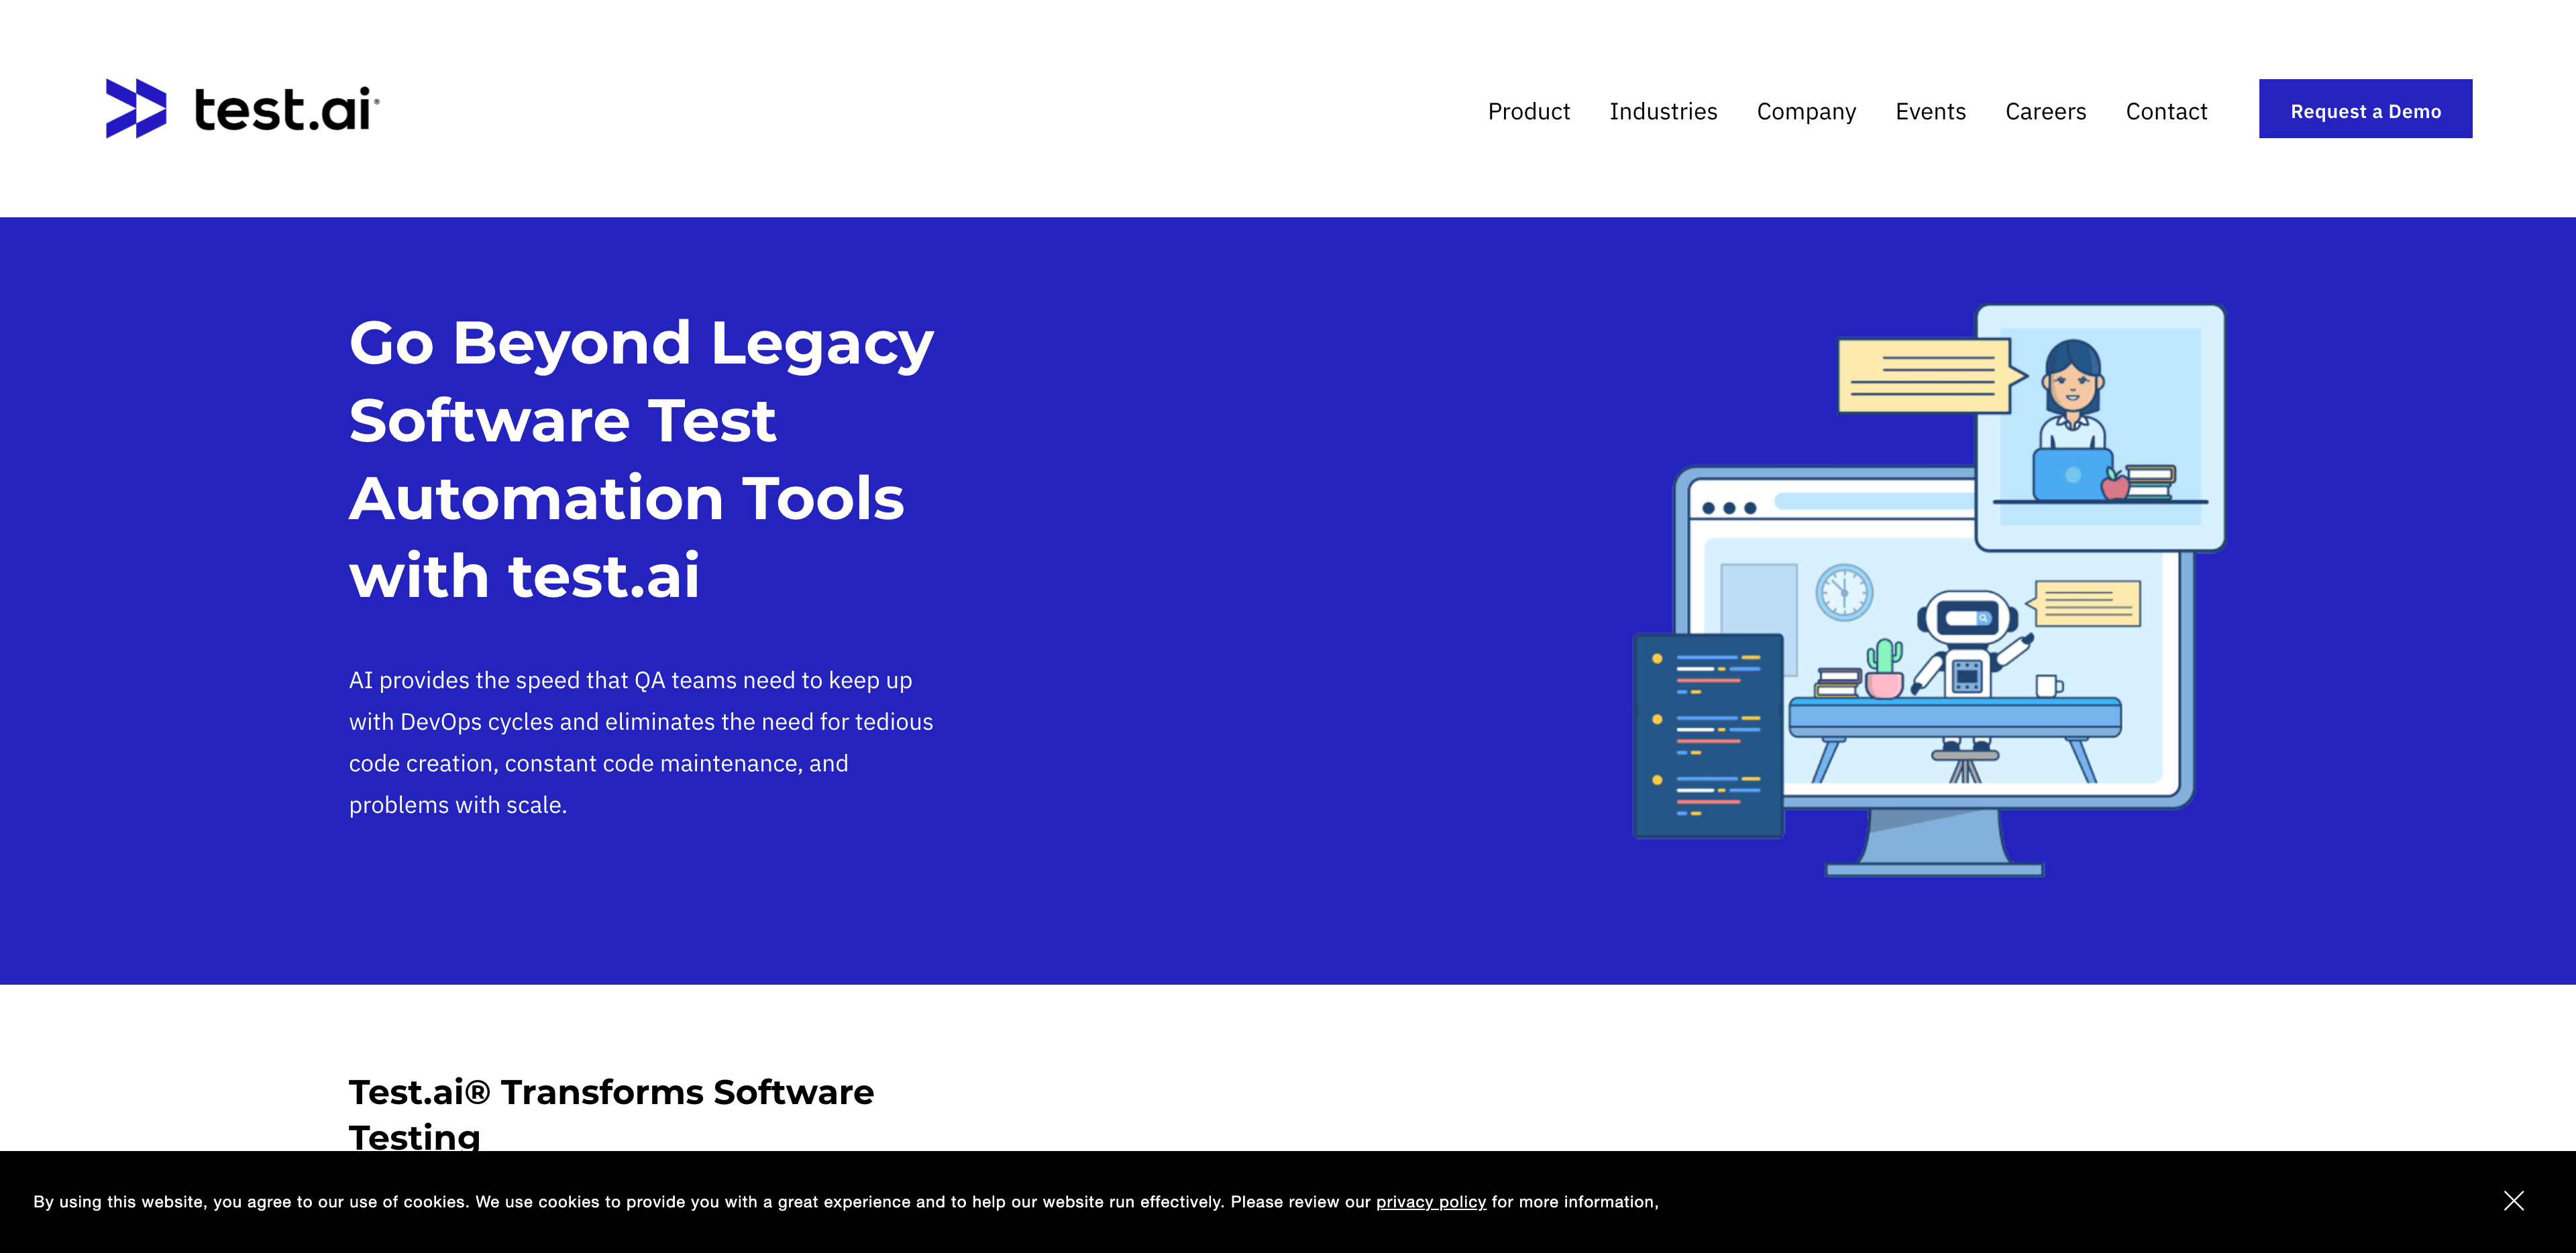 test.ai®
Product Industries Company Events Careers Contact Request a Demo
Go Beyond Legacy
Software Test
Automation Tools
with test.ai
AI provides the speed that QA teams need to keep up
with DevOps cycles and eliminates the need for tedious
code creation, constant code maintenance, and
problems with scale.
Test.ai® Transforms Software
Testing
By using this website, you agree to our use of cookies. We use cookies to provide you with a great experience and to help our website run effectively. Please review our privacy policy for more information,